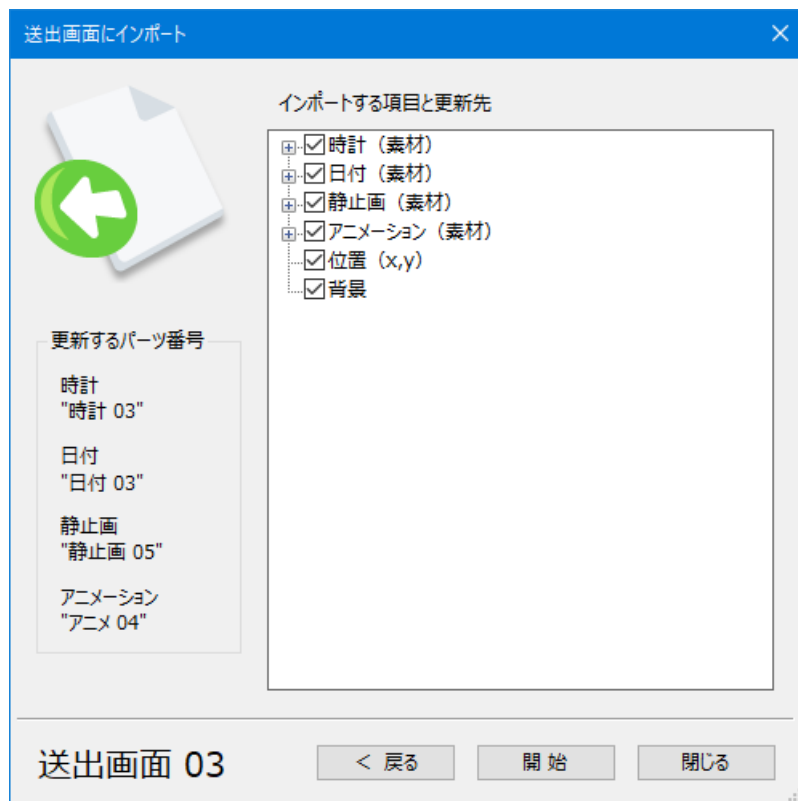 送出画面にインポート
インポートする項目と更新先
時計（素材）
日付（素材）
静止画（素材）
アニメーション（素材）
位置（x,y）
背景
更新するパーツ番号
時計
"時計 03"
日付
"日付 03"
静止画
"静止画 05"
アニメーション
"アニメ 04"
送出画面 03
< 戻る
開 始
閉じる